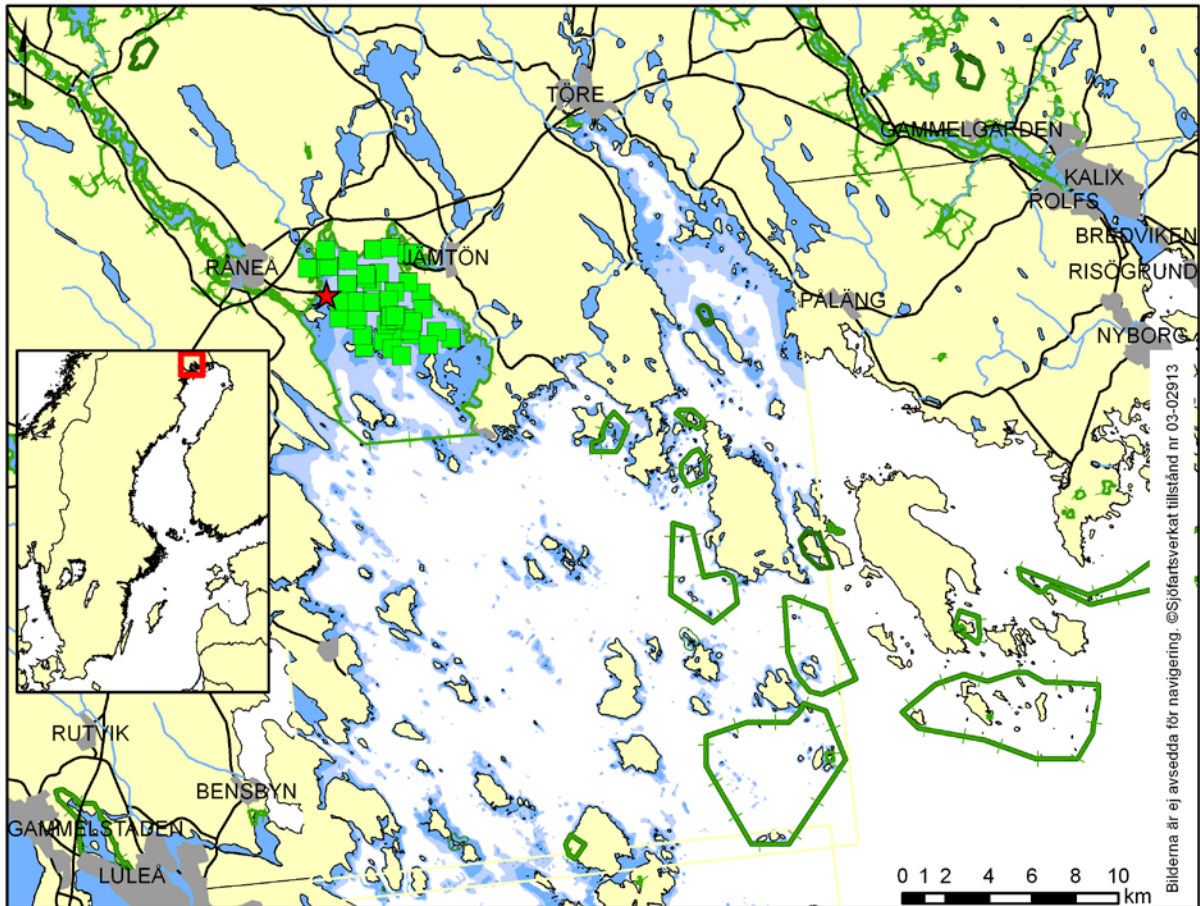 TÖRE
GAMMELGÅRDEN
KALIX
ROLFS
BREDVIKEN
RISÖGRUND
JÄMTÖN
RÅNEÅ
PÅLÄNG
NYBORG
RUTVIK
BENSBYN
GAMMELSTADEN
LULEÅ
0 1 2 4 6 8 10
km
Bilderna är ej avsedda för navigering. ©Sjöfartsverkat tillstånd nr 03-02913